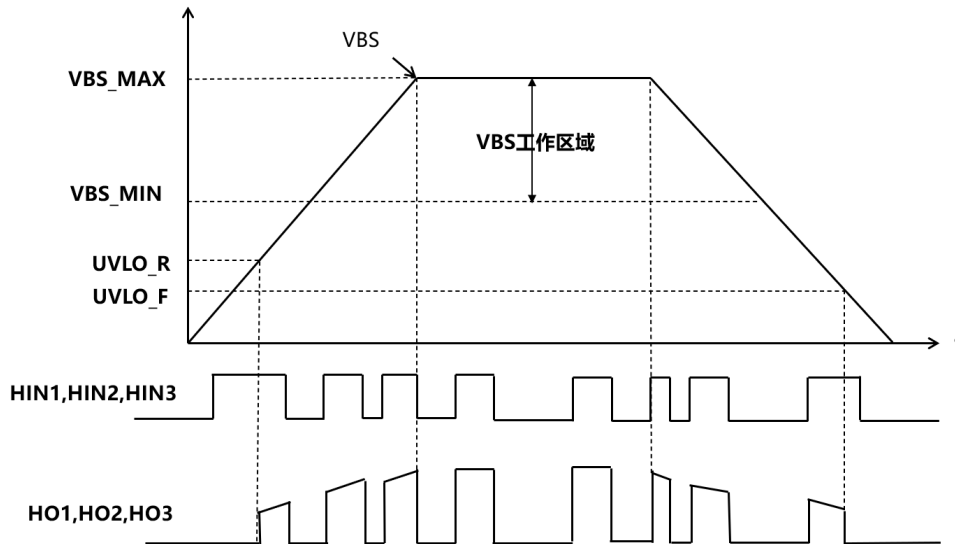 VBS
VBS_MAX
VBS工作区域
VBS_MIN
UVLO_R
UVLO_F
HIN1,HIN2,HIN3
HO1,HO2,HO3